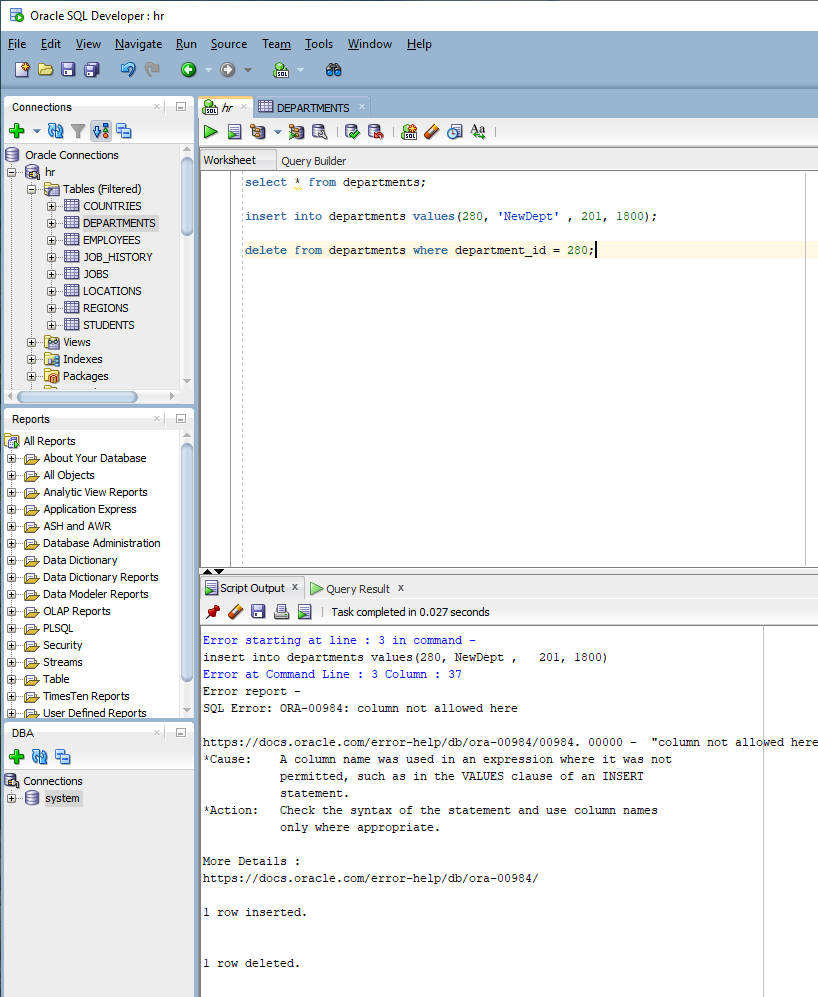 Oracle SQL Developer : hr
File Edit View Navigate Run Source Team Tools Window Help
Connections
Oracle Connections
hr
Tables (Filtered)
COUNTRIES
DEPARTMENTS
EMPLOYEES
JOB_HISTORY
JOBS
LOCATIONS
REGIONS
STUDENTS
Views
Indexes
Packages
Reports
All Reports
About Your Database
All Objects
Analytic View Reports
Application Express
ASH and AWR
Database Administration
Data Dictionary
Data Dictionary Reports
Data Modeler Reports
OLAP Reports
PLSQL
Security
Streams
Table
TimesTen Reports
User Defined Reports
DBA
Connections
system
hr DEPARTMENTS
Worksheet Query Builder
select * from departments;
insert into departments values(280, 'NewDept' , 201, 1800);
delete from departments where department_id = 280;
Script Output Query Result
Task completed in 0.027 seconds
Error starting at line : 3 in command -
insert into departments values(280, NewDept ,   201, 1800)
Error at Command Line : 3 Column : 37
Error report -
SQL Error: ORA-00984: column not allowed here
https://docs.oracle.com/error-help/db/ora-00984/00984. 00000 -  "column not allowed here
*Cause:    A column name was used in an expression where it was not
permitted, such as in the VALUES clause of an INSERT
statement.
*Action:   Check the syntax of the statement and use column names
only where appropriate.
More Details :
https://docs.oracle.com/error-help/db/ora-00984/
1 row inserted.
1 row deleted.